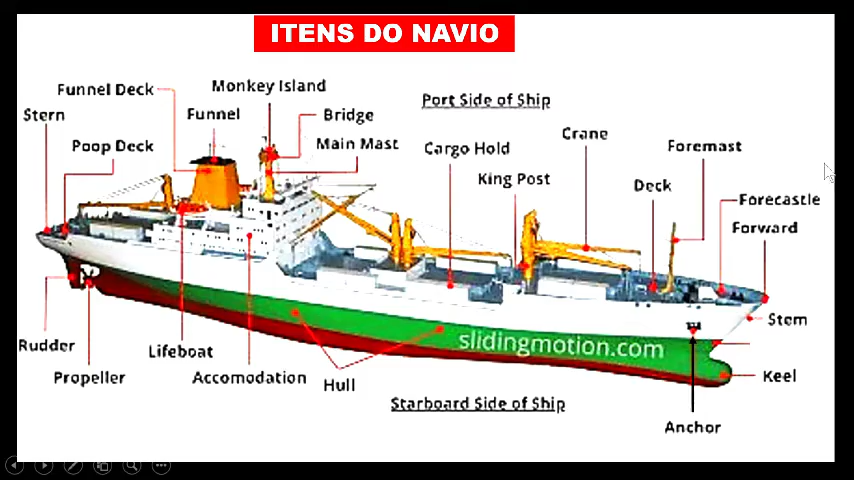 ITENS DO NAVIO
Monkey Island
Funnel Deck
Port Side of Ship
Stern
Funnel
Bridge
Crane
Poop Deck
Main Mast
Cargo Hold
Foremast
King Post
Deck
Forecastle
Forward
Stem
slidingmotion.com
Rudder
Lifeboat
Propeller
Accomodation
Hull
Keel
Starboard Side of Ship
Anchor